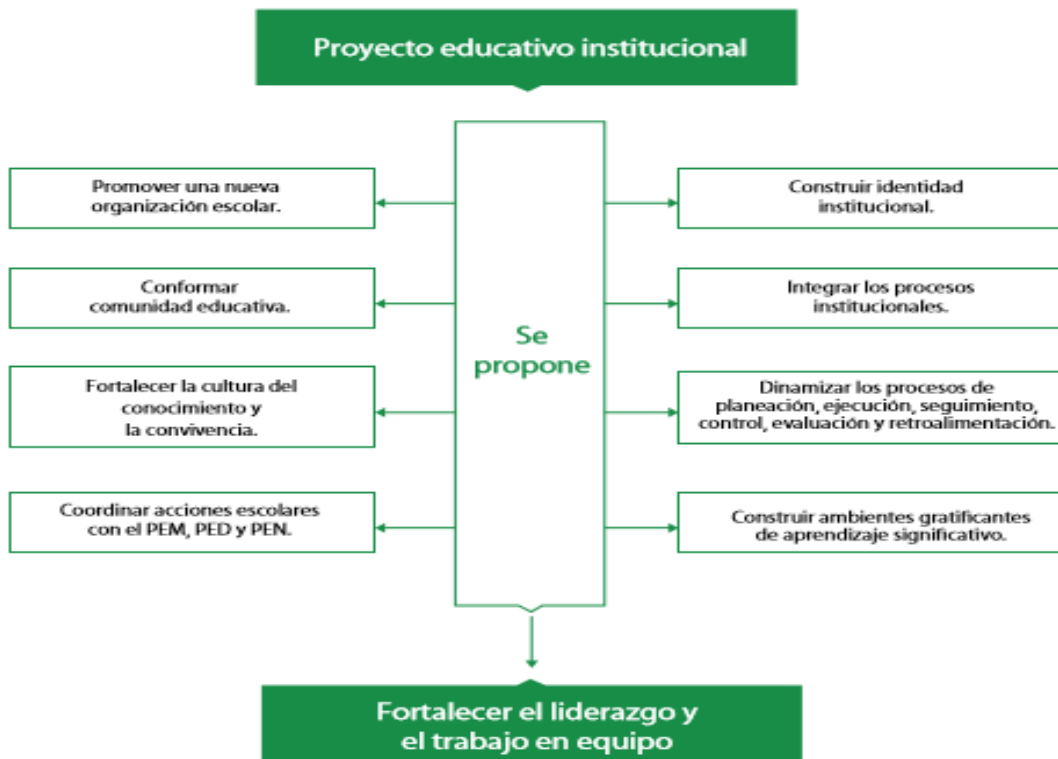 Proyecto educativo institucional
Promover una nueva
organización escolar.
Conformar
comunidad educativa.
Fortalecer la cultura del
conocimiento y
la convivencia.
Coordinar acciones escolares
con el PEM, PED y PEN.
Se
propone
Construir identidad
institucional.
Integrar los procesos
institucionales.
Dinamizar los procesos de
planeación, ejecución, seguimiento,
control, evaluación y retroalimentación.
Construir ambientes gratificantes
de aprendizaje significativo.
Fortalecer el liderazgo y
el trabajo en equipo